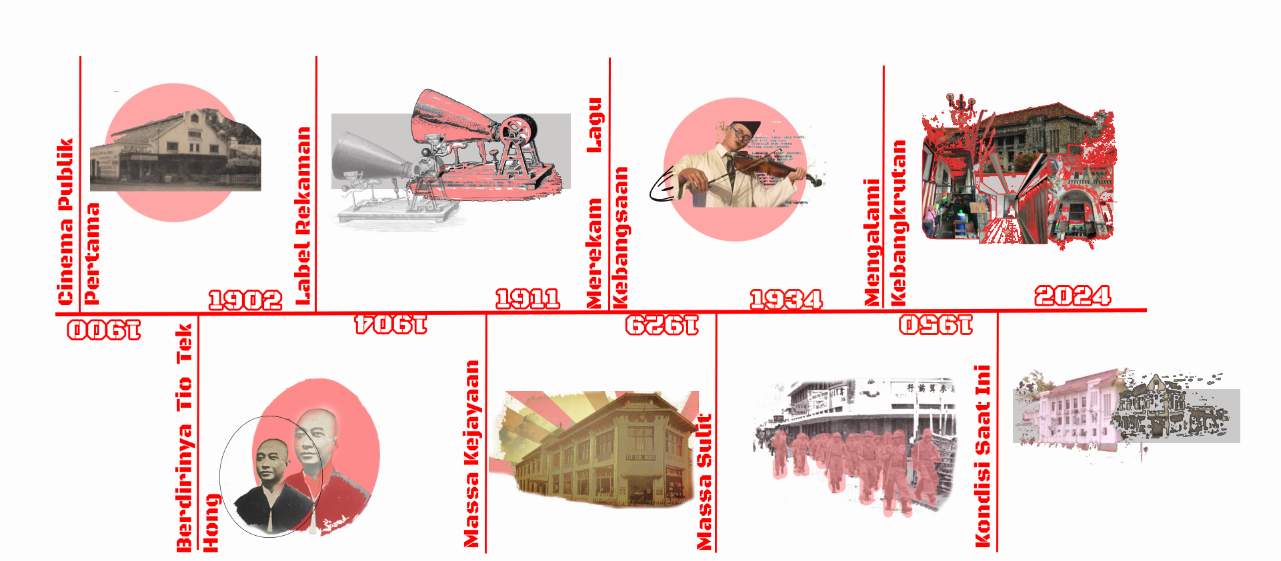 Cinema Publik
Pertama
1900
Berdirinya Tio Tek
Hong
1902
Label Rekaman
1904
Massa Kejayaan
1911
Merekam Lagu
Kebangsaan
1929
Massa Sulit
1934
Mengalami
Kebangkrutan
1950
Kondisi Saat Ini
2024